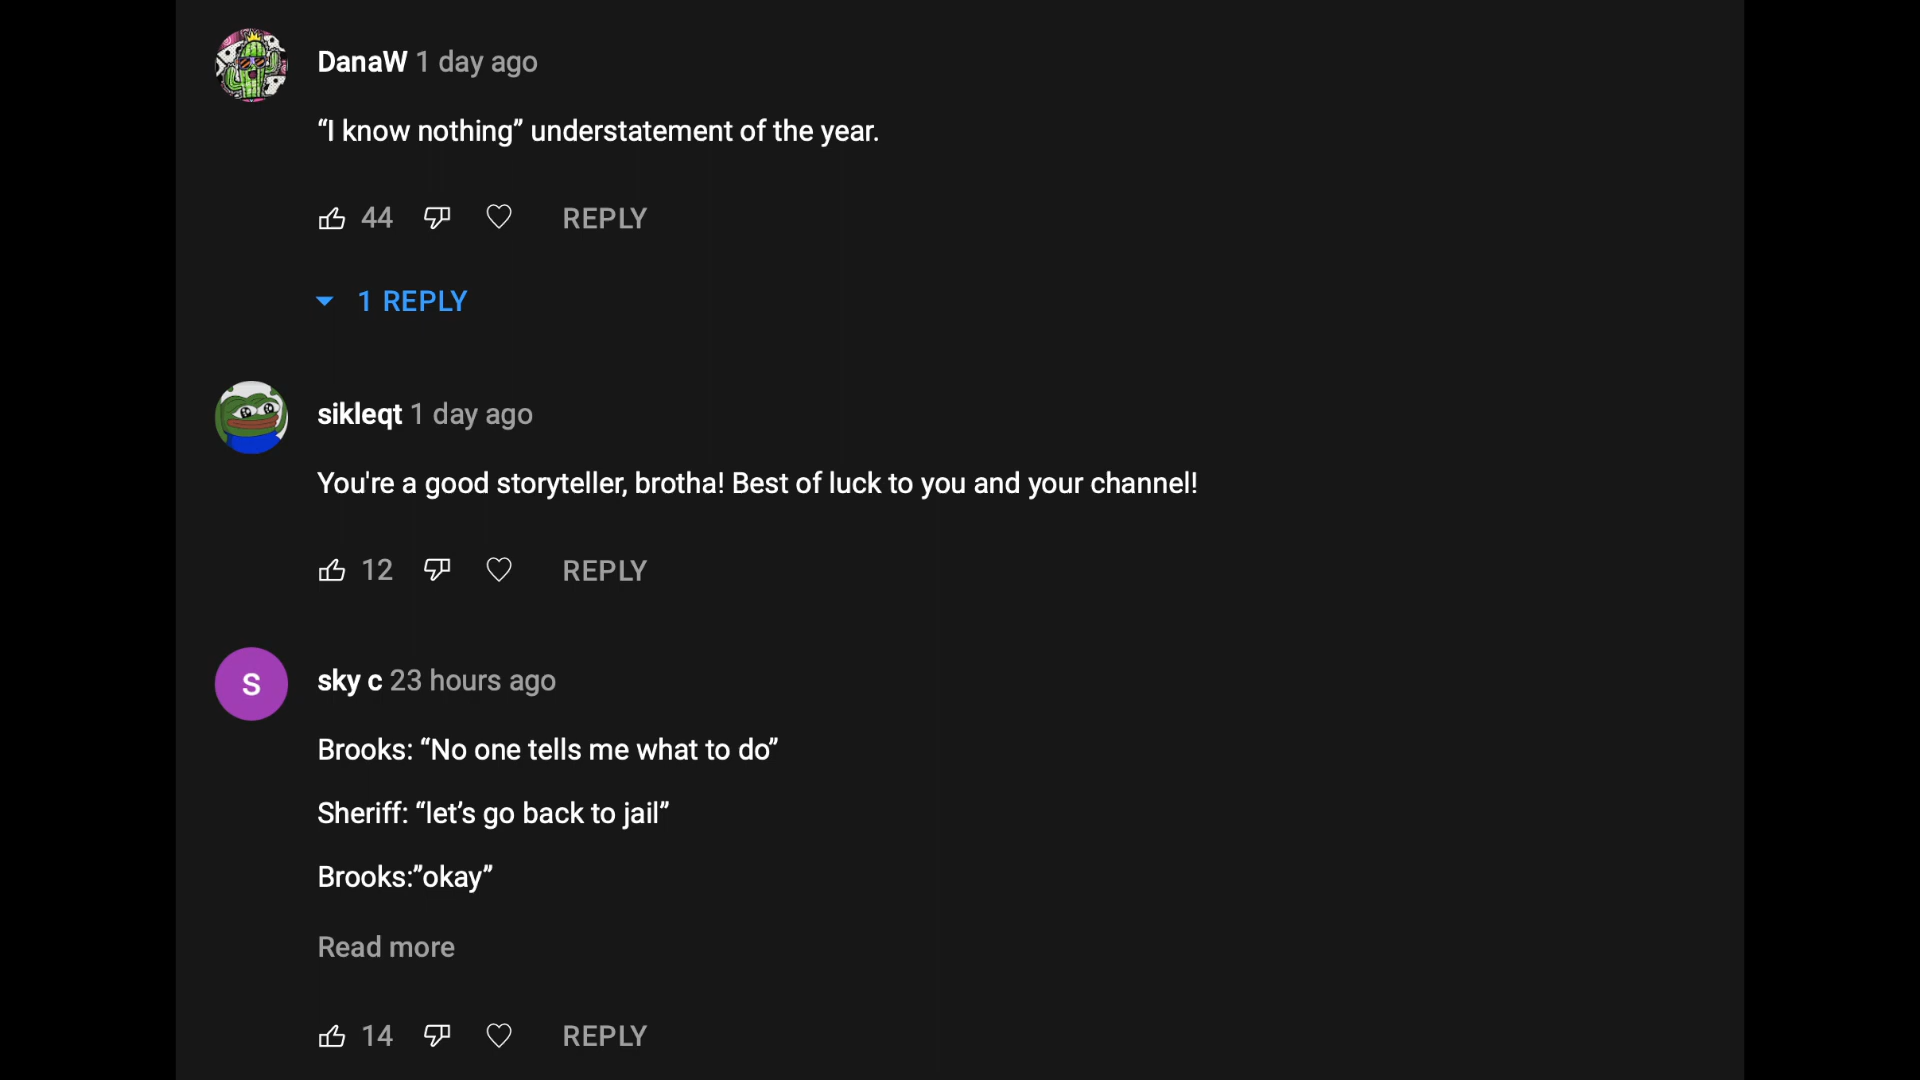 DanaW 1 day ago
“I know nothing” understatement of the year.
44 REPLY
1 REPLY
sikleqt 1 day ago
You're a good storyteller, brotha! Best of luck to you and your channel!
12 REPLY
S
sky c 23 hours ago
Brooks: “No one tells me what to do”
Sheriff: “let’s go back to jail”
Brooks:”okay”
Read more
14 REPLY